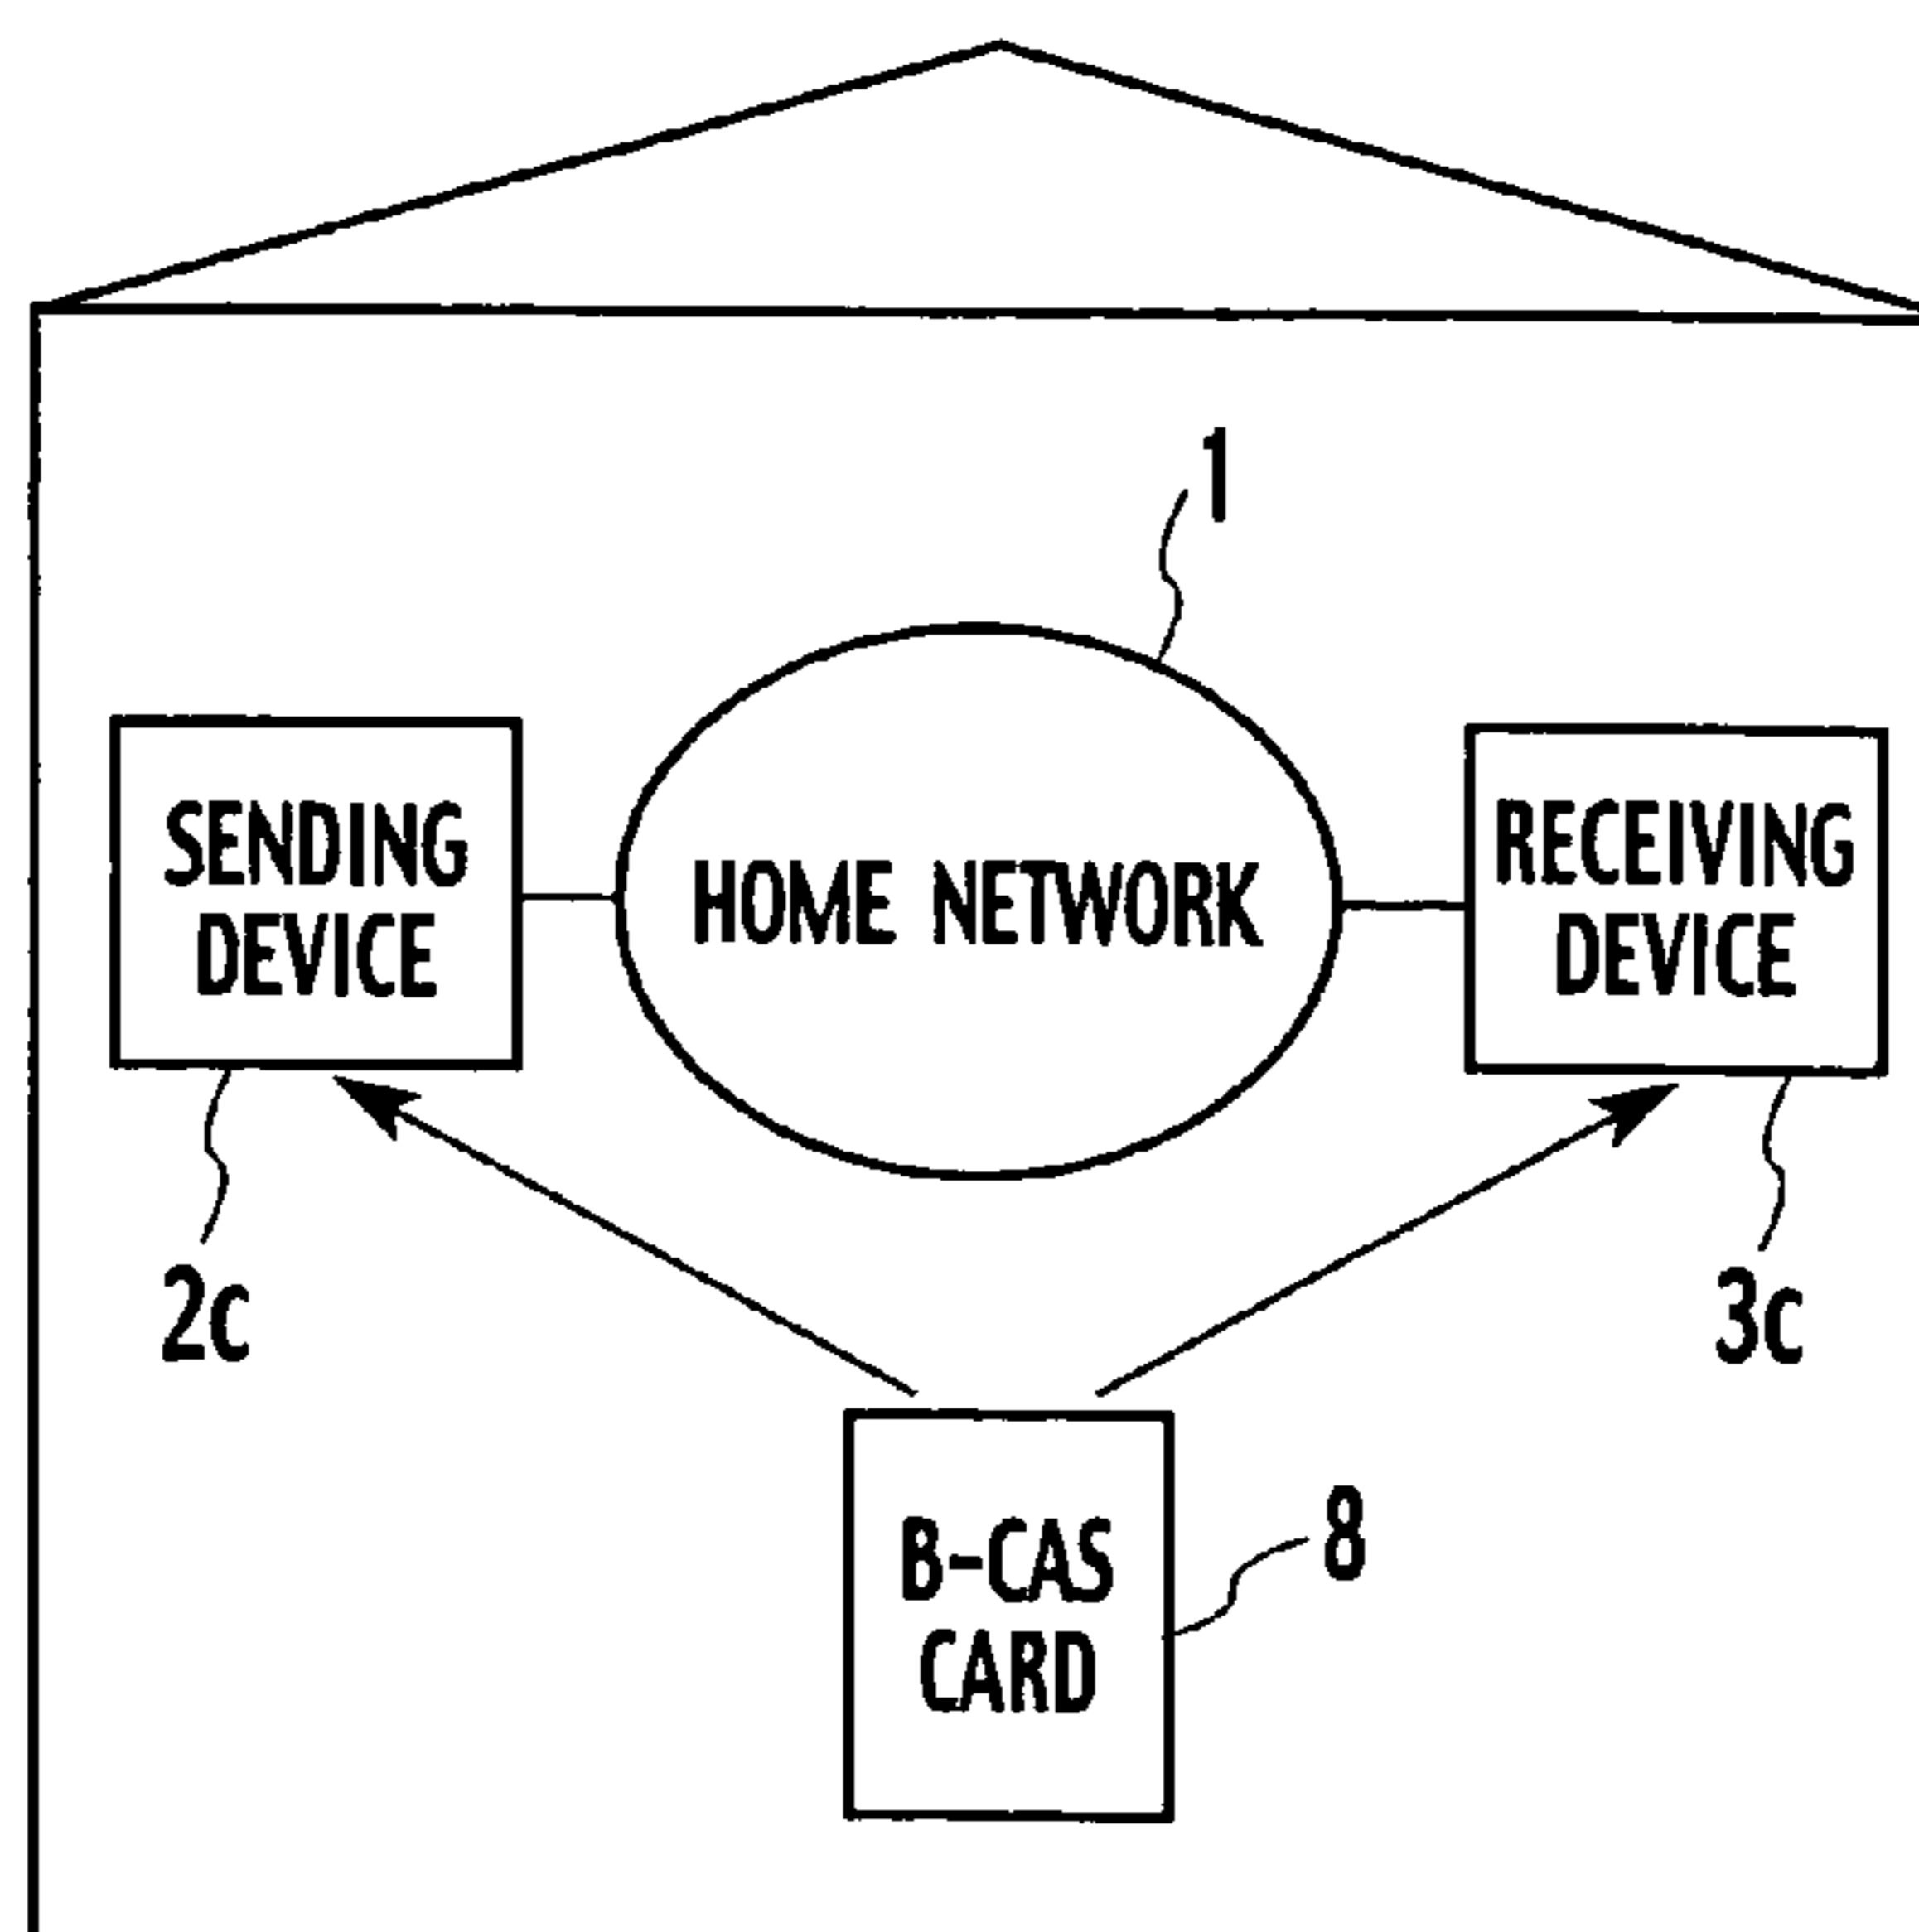 1
SENDING
DEVICE
HOME NETWORK
RECEIVING
DEVICE
2c
3c
B-CAS
CARD
8